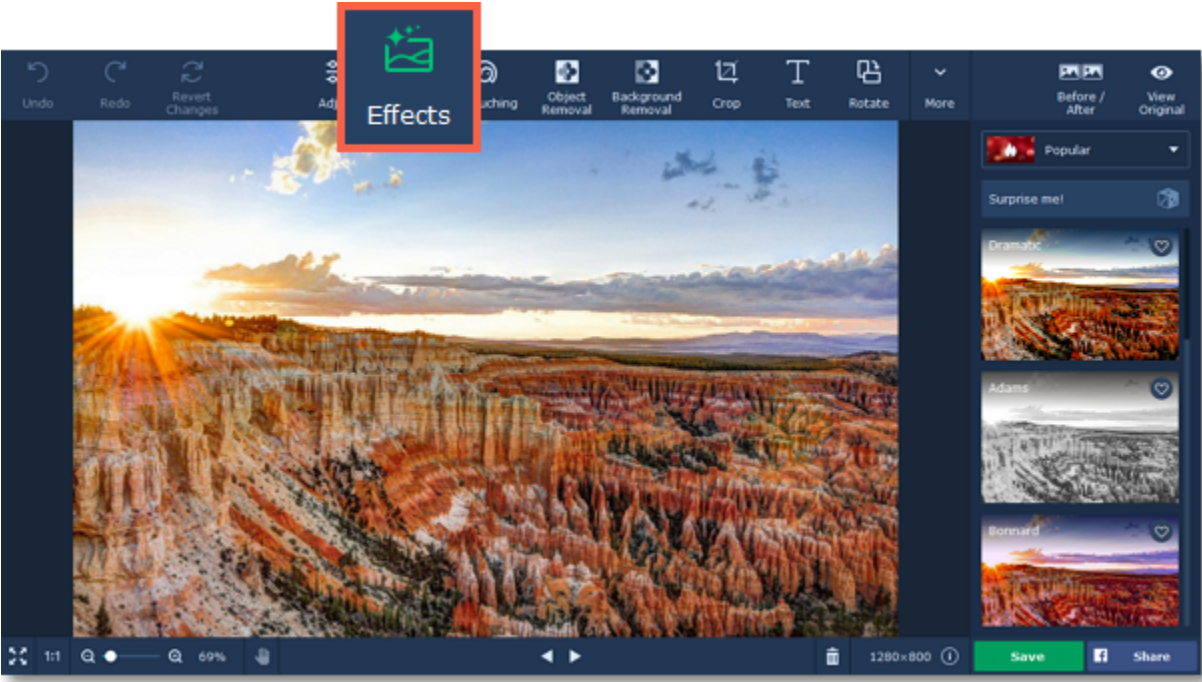 Effects
Undo
Redo
Revert
Changes
Object
Removal
Background
Removal
Crop
Text
Rotate
More
Before /
After
View
Original
Popular
Surprise me!
Dramatic
Adams
Bonnard
1:1
69%
1280×800
Save
Share